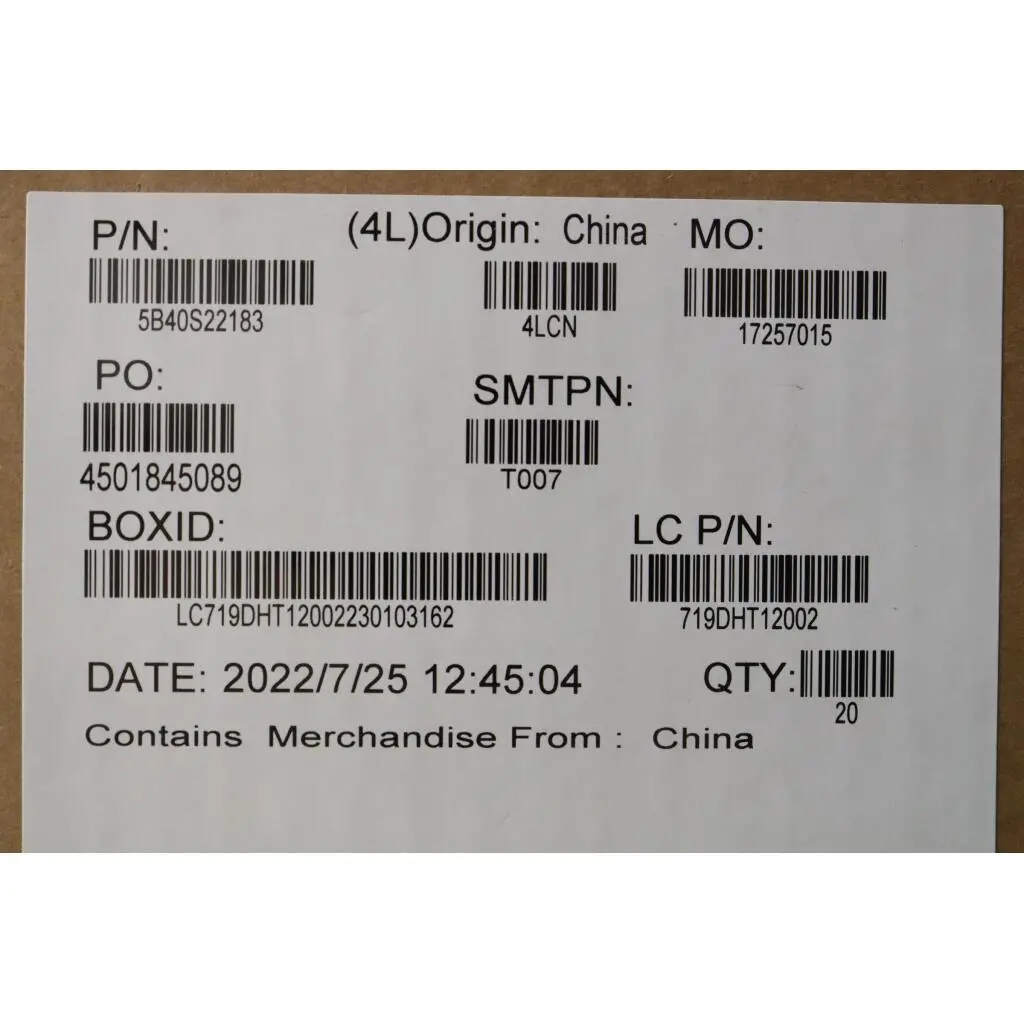 P/N: (4L)Origin: China MO:
5B40S22183 4LCN 17257015
PO: SMTPN:
4501845089 T007
BOXID: LC P/N:
LC719DHT12002230103162 719DHT12002
DATE: 2022/7/25 12:45:04 QTY:
20
Contains Merchandise From : China